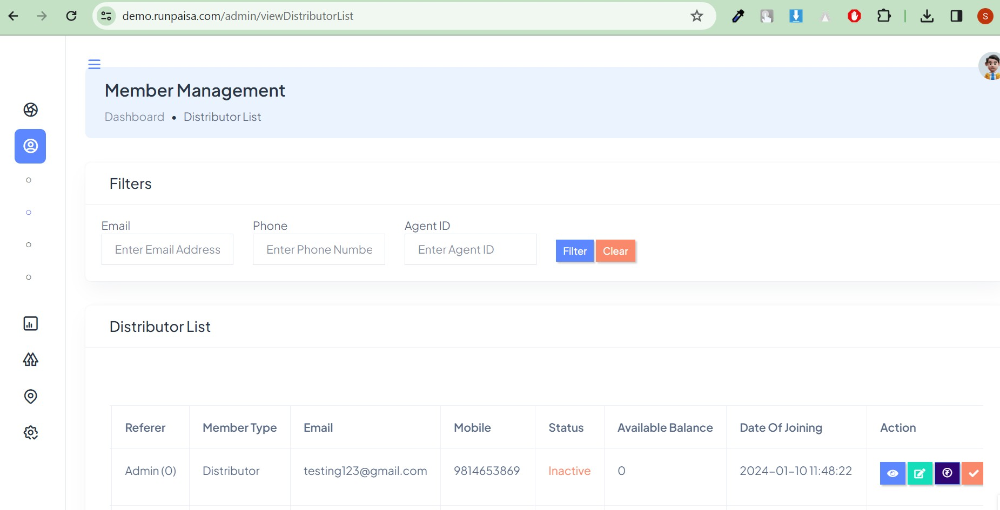 demo.runpaisa.com/admin/viewDistributorList
S
Member Management
Dashboard • Distributor List
Filters
Email Phone Agent ID
Enter Email Address Enter Phone Numbe Enter Agent ID Filter Clear
Distributor List
Referer Member Type Email Mobile Status Available Balance Date Of Joining Action
Admin (0) Distributor testing123@gmail.com 9814653869 Inactive 0 2024-01-10 11:48:22 ₹